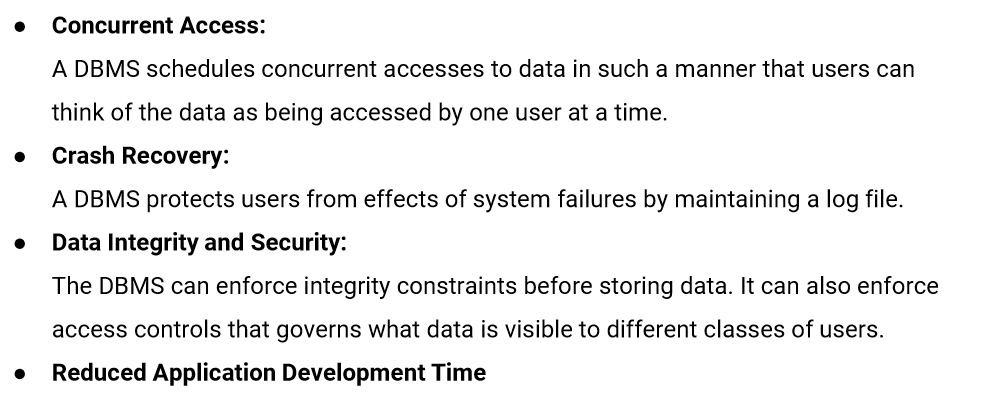 ● Concurrent Access:
A DBMS schedules concurrent accesses to data in such a manner that users can
think of the data as being accessed by one user at a time.
● Crash Recovery:
A DBMS protects users from effects of system failures by maintaining a log file.
● Data Integrity and Security:
The DBMS can enforce integrity constraints before storing data. It can also enforce
access controls that governs what data is visible to different classes of users.
● Reduced Application Development Time